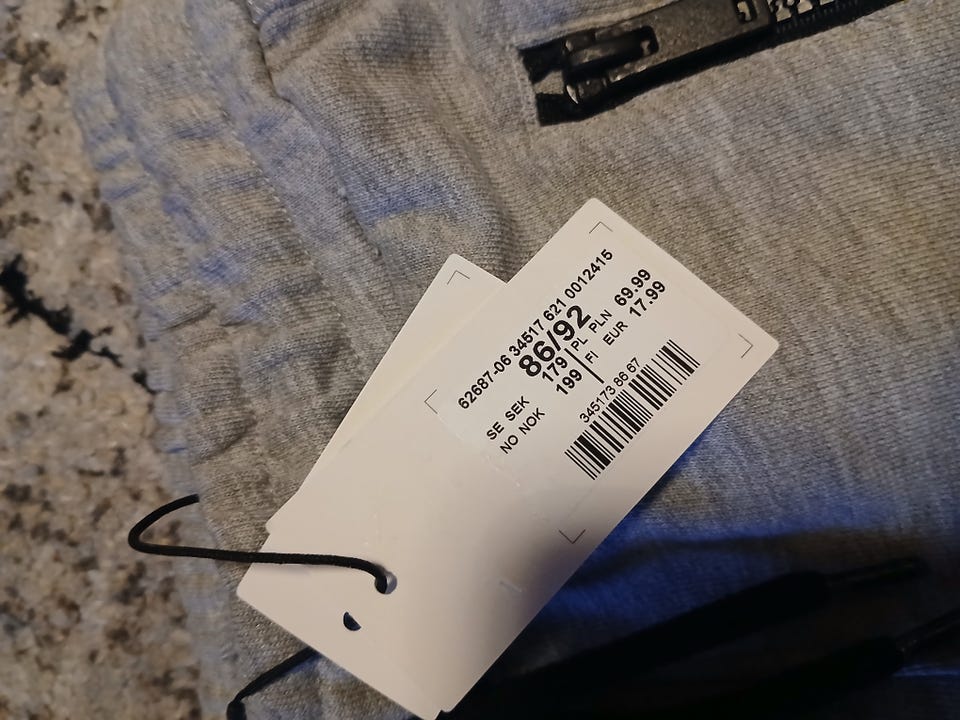 62687-06 34517 621 0012415
86/92
SE SEK 179 PL PLN 69.99
NO NOK 199 FI EUR 17.99
345173 86 67